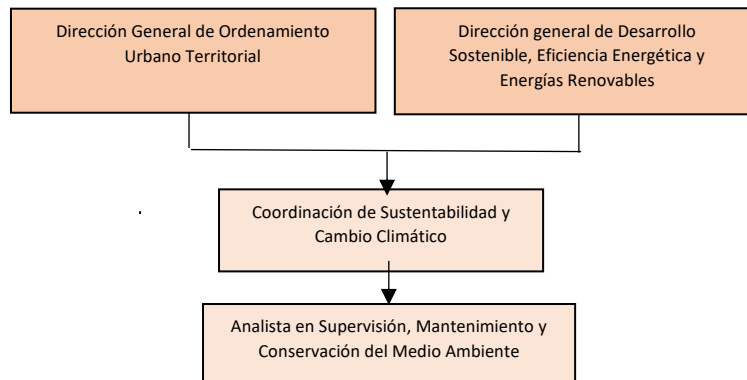 Dirección General de Ordenamiento
Urbano Territorial
Dirección general de Desarrollo
Sostenible, Eficiencia Energética y
Energías Renovables
Coordinación de Sustentabilidad y
Cambio Climático
Analista en Supervisión, Mantenimiento y
Conservación del Medio Ambiente